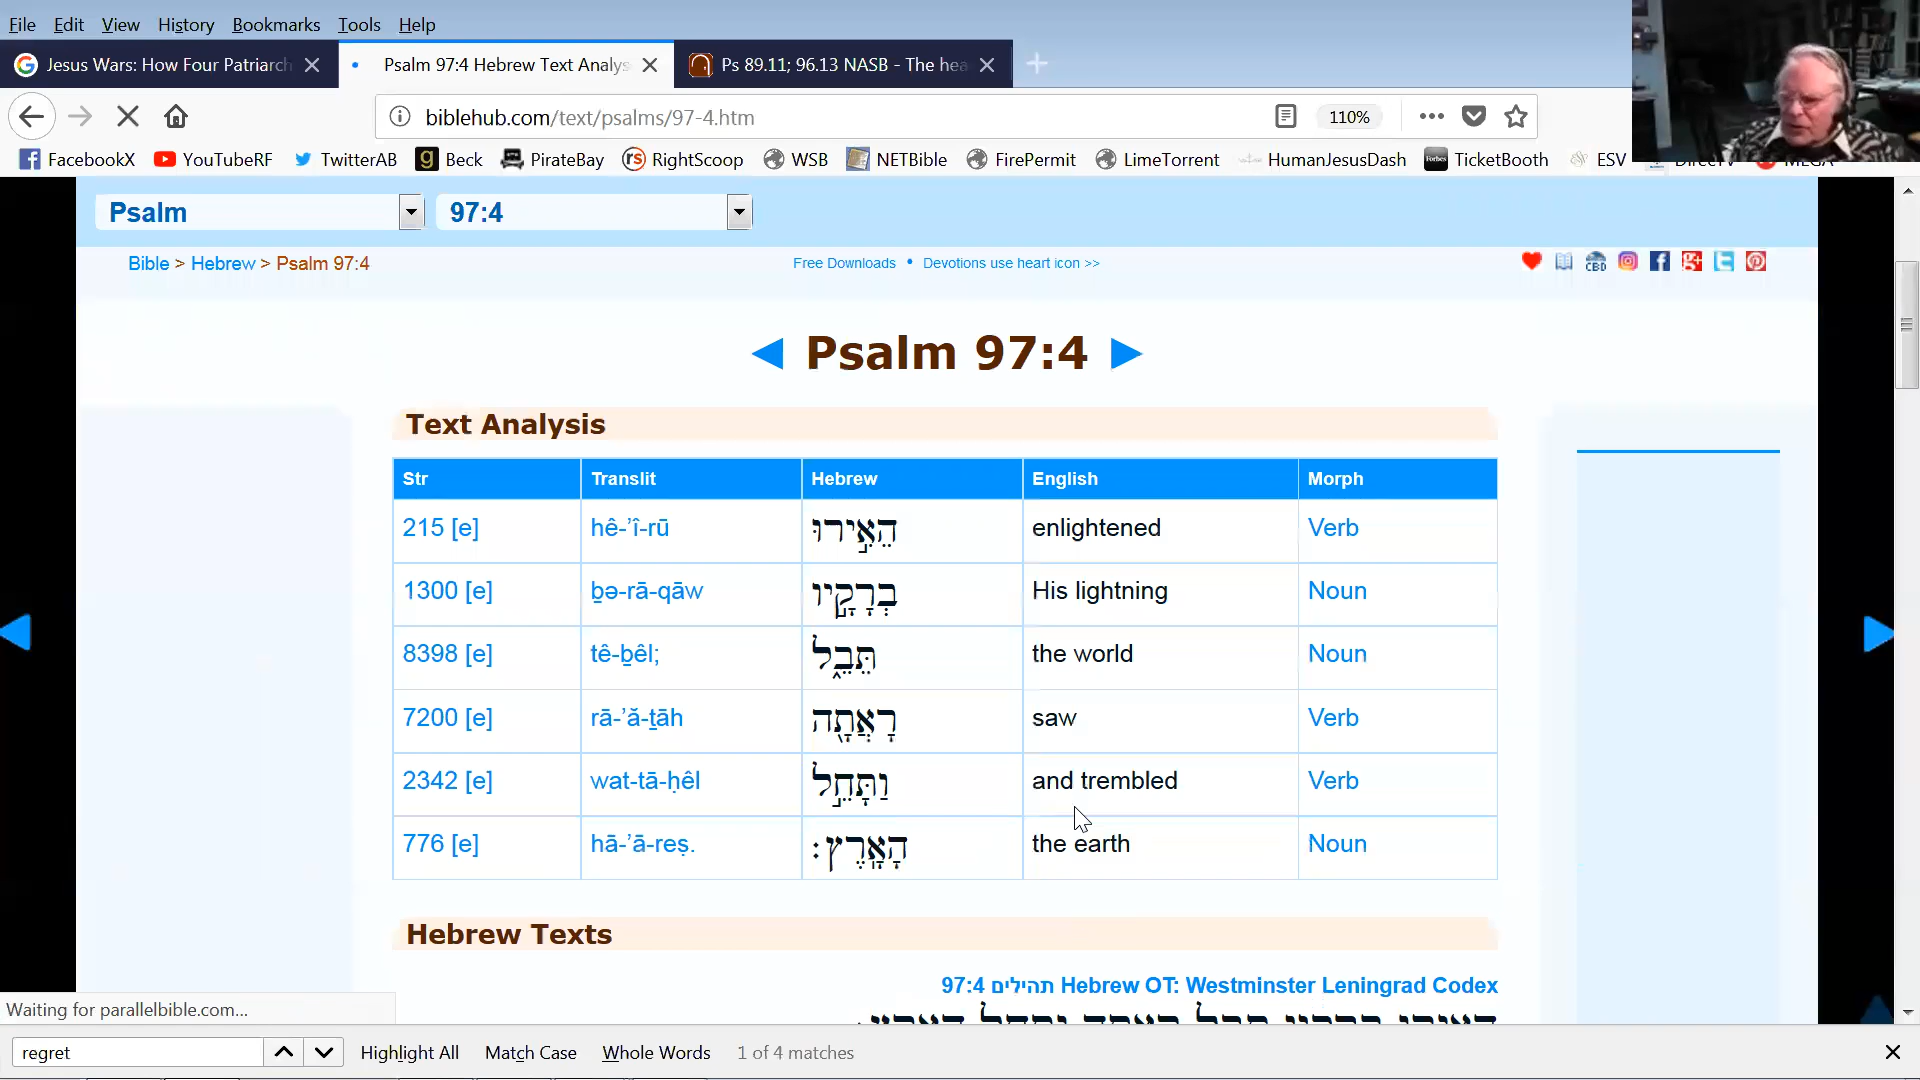 File Edit View History Bookmarks Tools Help
Jesus Wars: How Four Patriarch
Psalm 97:4 Hebrew Text Analys
Ps 89.11; 96.13 NASB - The hea
biblehub.com/text/psalms/97-4.htm 110%
FacebookX YouTubeRF TwitterAB Beck PirateBay RightScoop WSB NETBible FirePermit LimeTorrent HumanJesusDash TicketBooth ESV DirecTV MEGA
Psalm 97:4
Bible > Hebrew > Psalm 97:4 Free Downloads • Devotions use heart icon >>
Psalm 97:4
Text Analysis
Str Translit Hebrew English Morph
215 [e] hê-’î-rū הֵאִ֣ירוּ enlightened Verb
1300 [e] ḇə-rā-qāw בְרָקָ֣יו His lightning Noun
8398 [e] tê-ḇêl; תֵּבֵ֑ל the world Noun
7200 [e] rā-’ă-ṯāh רָאֲתָ֖ה saw Verb
2342 [e] wat-tā-ḥêl וַתָּחֵ֣ל and trembled Verb
776 [e] hā-’ā-reṣ. הָאָֽרֶץ׃ the earth Noun
Hebrew Texts
97:4 תהילים Hebrew OT: Westminster Leningrad Codex
Waiting for parallelbible.com...
regret Highlight All Match Case Whole Words 1 of 4 matches